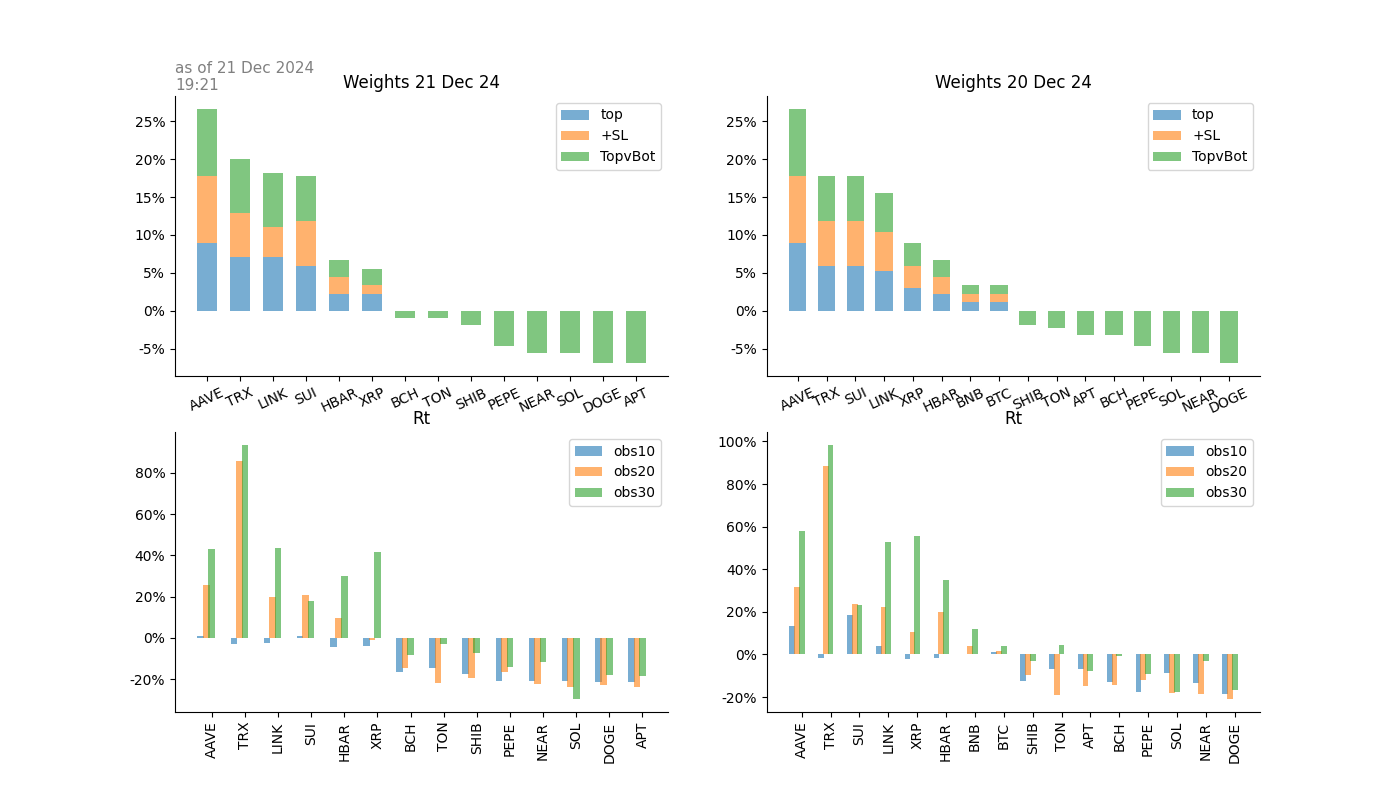 as of 21 Dec 2024
19:21
Weights 21 Dec 24
25%
20%
15%
10%
5%
0%
-5%
top
+SL
TopvBot
AAVE TRX LINK SUI HBAR XRP BCH TON SHIB PEPE NEAR SOL DOGE APT
Weights 20 Dec 24
25%
20%
15%
10%
5%
0%
-5%
top
+SL
TopvBot
AAVE TRX SUI LINK XRP HBAR BNB BTC SHIB TON APT BCH PEPE SOL NEAR DOGE
Rt
80%
60%
40%
20%
0%
-20%
obs10
obs20
obs30
AAVE TRX LINK SUI HBAR XRP BCH TON SHIB PEPE NEAR SOL DOGE APT
Rt
100%
80%
60%
40%
20%
0%
-20%
obs10
obs20
obs30
AAVE TRX SUI LINK XRP HBAR BNB BTC SHIB TON APT BCH PEPE SOL NEAR DOGE